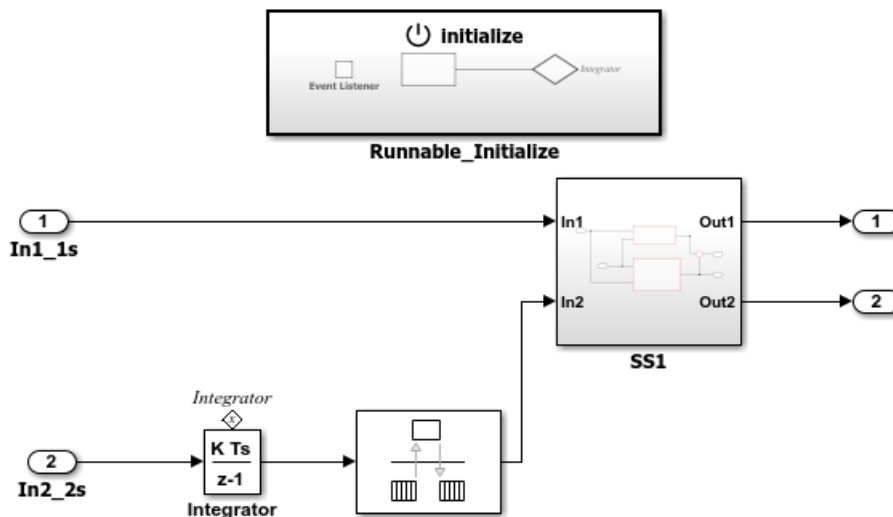 initialize
Event Listener
Integrator
Runnable_Initialize
1
In1_1s
In1
Out1
1
In2
Out2
2
SS1
Integrator
x
2
In2_2s
K Ts
z-1
Integrator